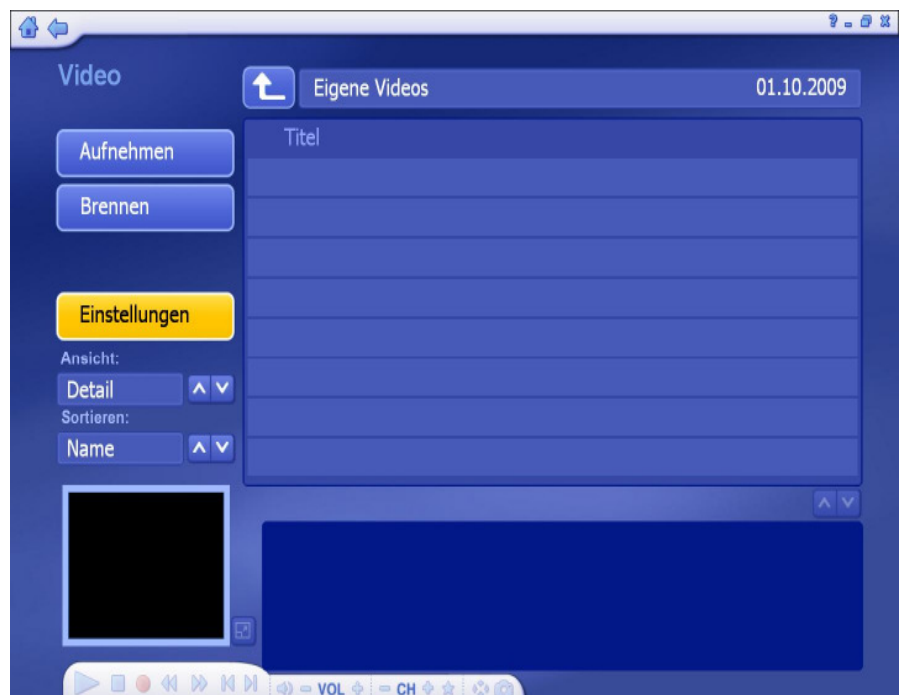 Video
Eigene Videos 01.10.2009
Titel
Aufnehmen
Brennen
Einstellungen
Ansicht:
Detail
Sortieren:
Name
VOL CH